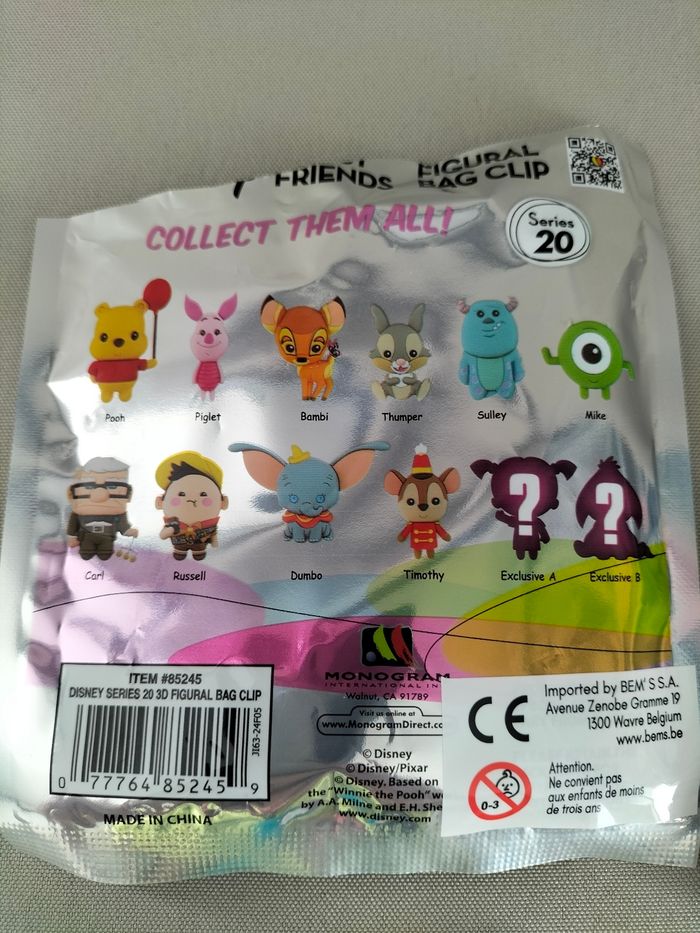 FRIENDS
FIGURAL
BAG CLIP
COLLECT THEM ALL!
Series
20
Pooh
Piglet
Bambi
Thumper
Sulley
Mike
?
?
Carl
Russell
Dumbo
Timothy
Exclusive A
Exclusive B
ITEM #85245
DISNEY SERIES 20 3D FIGURAL BAG CLIP
JI63-24F05
0 77764 85245 9
MADE IN CHINA
MONOGRAM
INTERNATIONAL
Walnut, CA 91789
Visit us online at
www.MonogramDirect.c
© Disney
© Disney/Pixar
© Disney. Based on
the "Winnie the Pooh" w
by A.A. Milne and E.H. She
www.disney.com
CE
Imported by BEM'S S.A.
Avenue Zenobe Gramme 19
1300 Wavre Belgium
www.bems.be
0-3
Attention.
Ne convient pas
aux enfants de moins
de trois ans